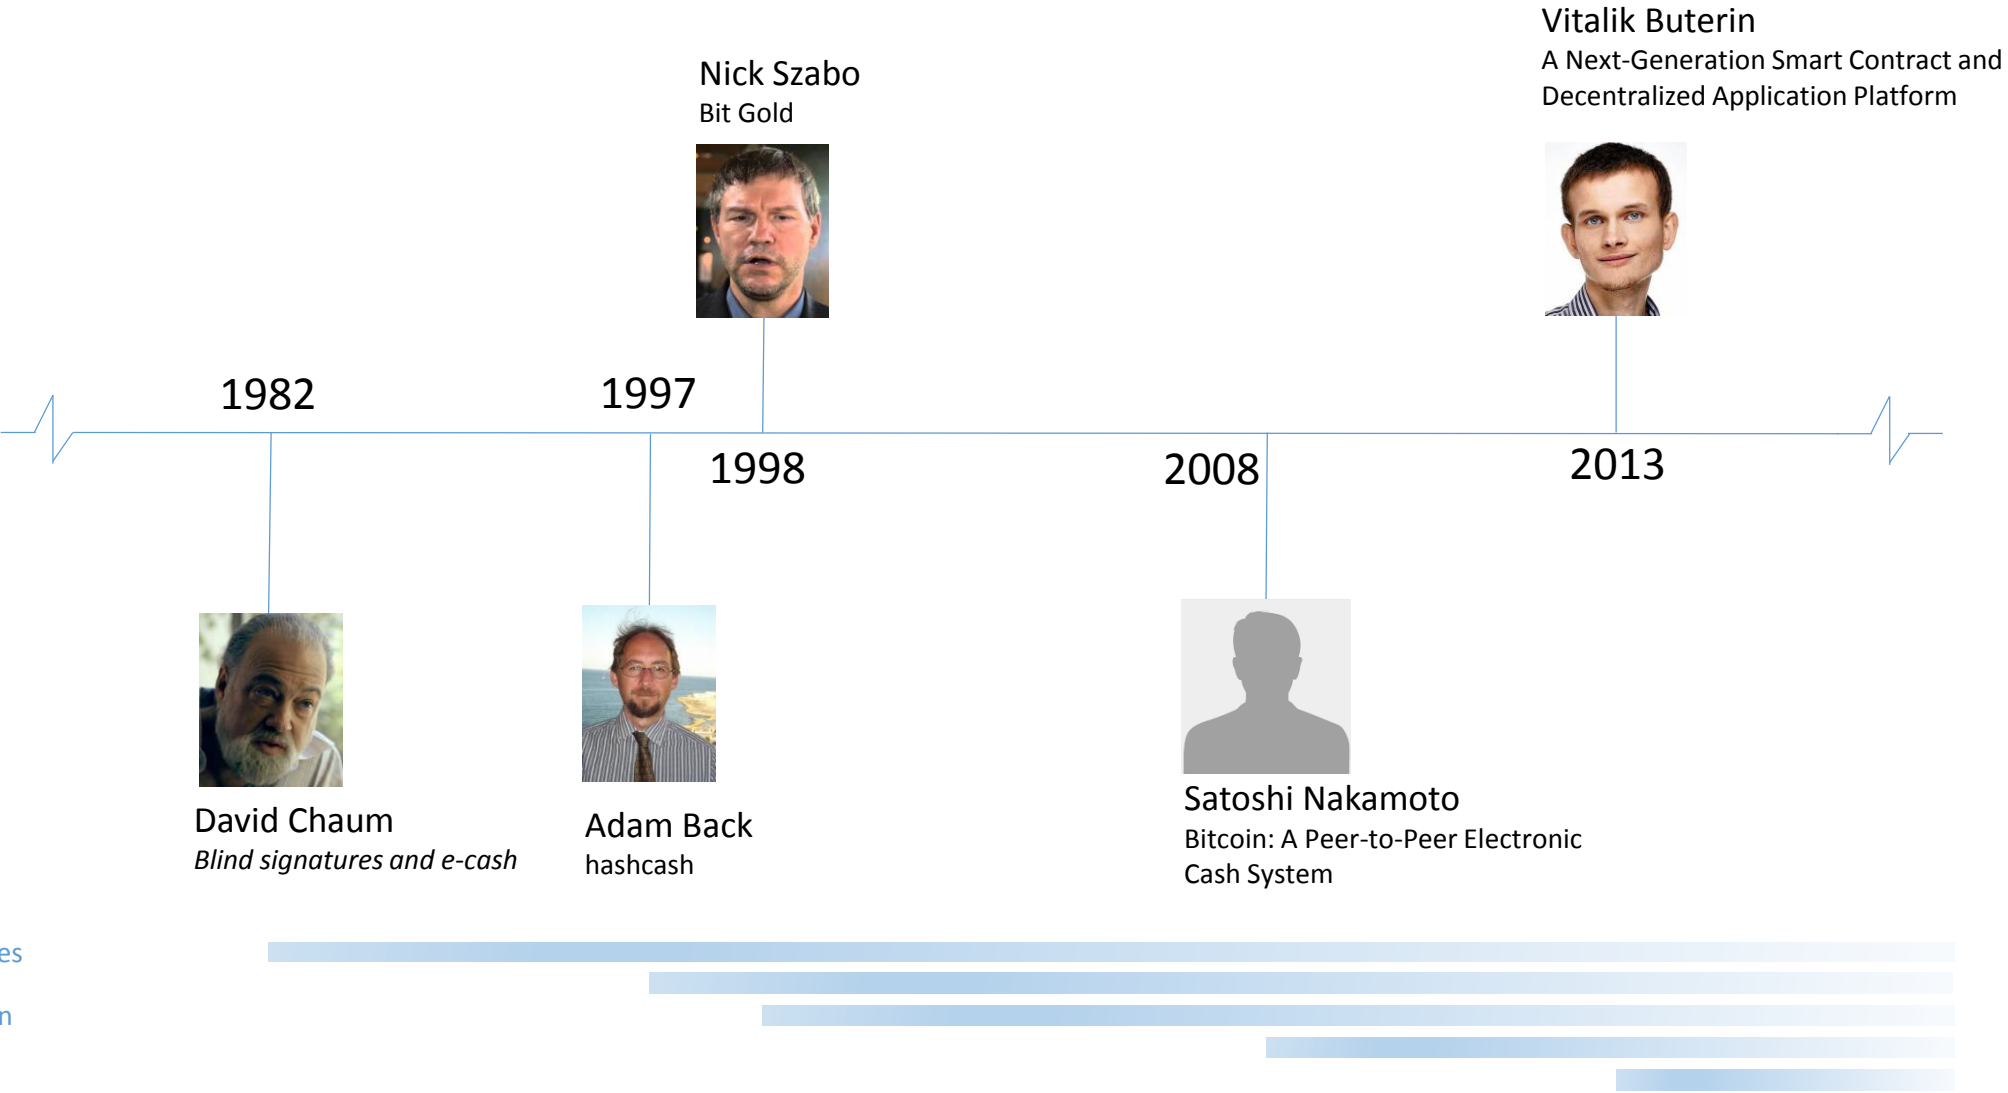 Vitalik Buterin
A Next-Generation Smart Contract and
Decentralized Application Platform
Nick Szabo
Bit Gold
1982
1997
1998
2008
2013
David Chaum
Blind signatures and e-cash
Adam Back
hashcash
Satoshi Nakamoto
Bitcoin: A Peer-to-Peer Electronic
Cash System
es
n